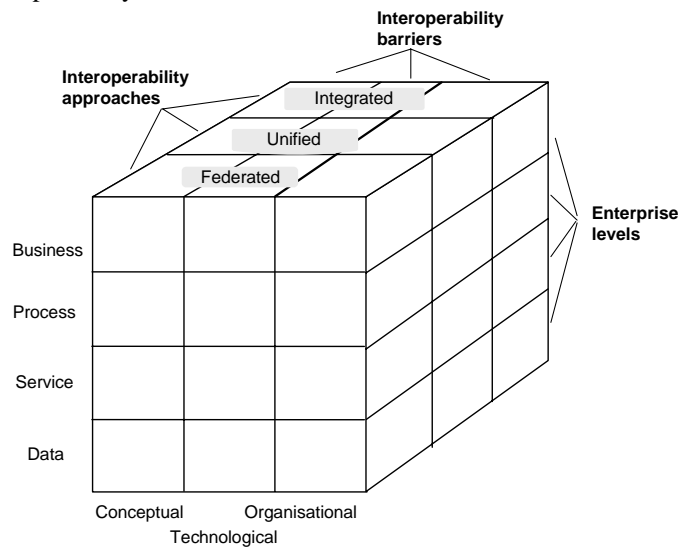 Interoperability
barriers
Interoperability
approaches
Integrated
Unified
Federated
Enterprise
levels
Business
Process
Service
Data
Conceptual
Organisational
Technological